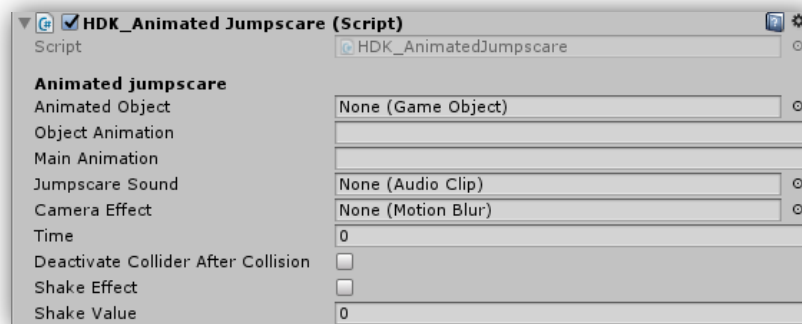 HDK_Animated Jumpscare (Script)
Script HDK_AnimatedJumpscare
Animated jumpscare
Animated Object None (Game Object)
Object Animation
Main Animation
Jumpscare Sound None (Audio Clip)
Camera Effect None (Motion Blur)
Time 0
Deactivate Collider After Collision
Shake Effect
Shake Value 0